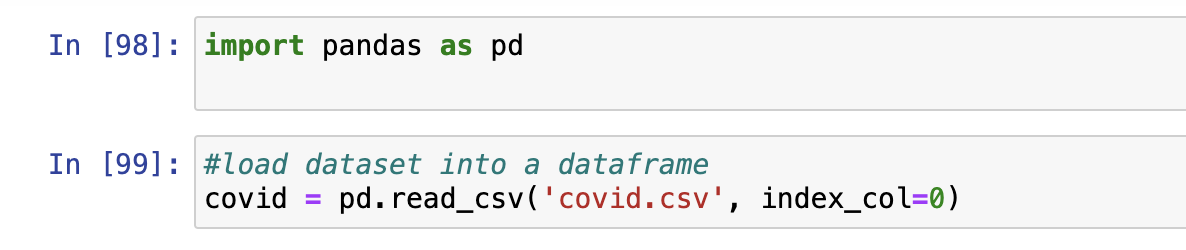 In [98]: import pandas as pd
In [99]: #load dataset into a dataframe
covid = pd.read_csv('covid.csv', index_col=0)